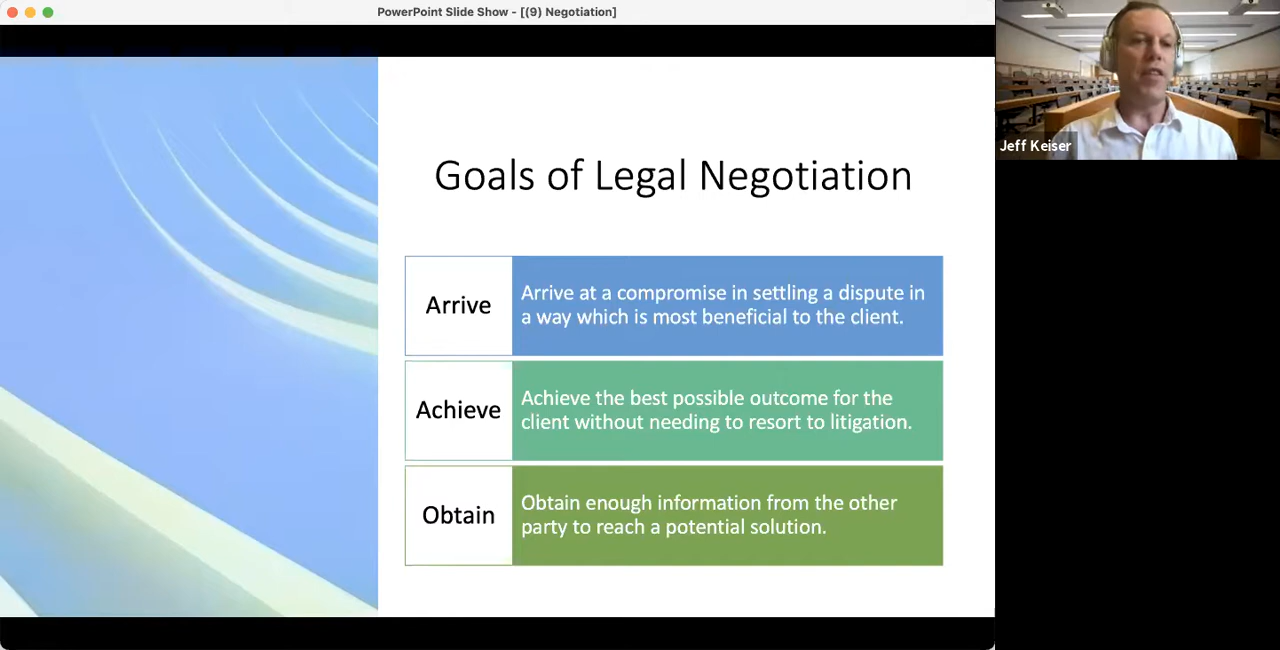 PowerPoint Slide Show - [(9) Negotiation]
Jeff Keiser
Goals of Legal Negotiation
Arrive
Arrive at a compromise in settling a dispute in
a way which is most beneficial to the client.
Achieve
Achieve the best possible outcome for the
client without needing to resort to litigation.
Obtain
Obtain enough information from the other
party to reach a potential solution.